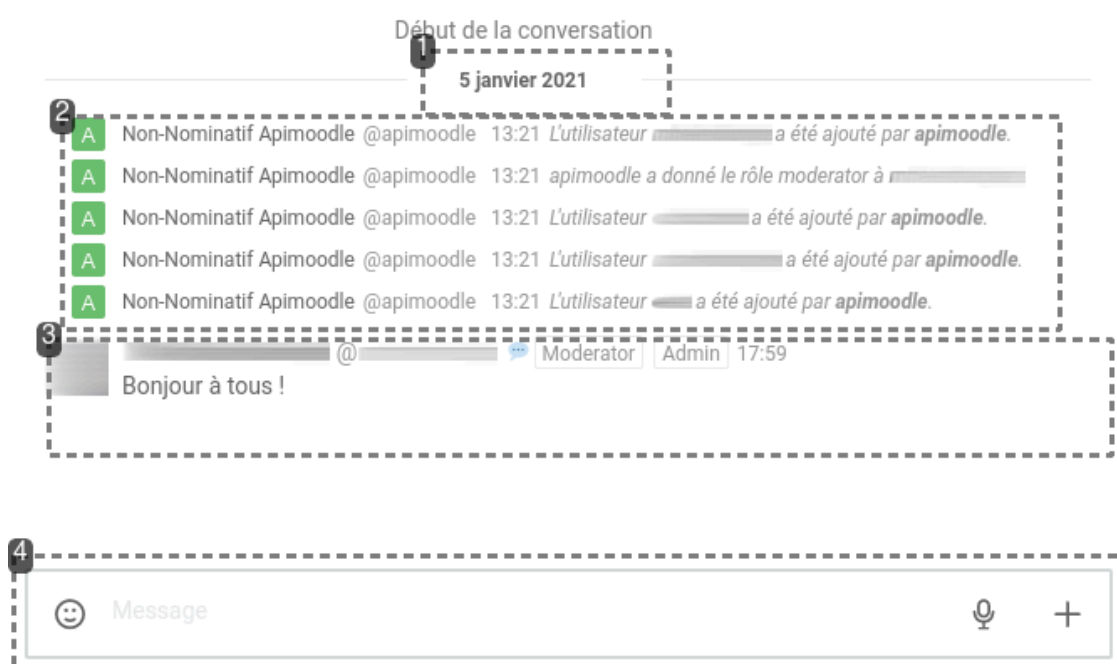 Début de la conversation
1
5 janvier 2021
2
A Non-Nominatif Apimoodle @apimoodle 13:21 L'utilisateur a été ajouté par apimoodle.
A Non-Nominatif Apimoodle @apimoodle 13:21 apimoodle a donné le rôle moderator à
A Non-Nominatif Apimoodle @apimoodle 13:21 L'utilisateur a été ajouté par apimoodle.
A Non-Nominatif Apimoodle @apimoodle 13:21 L'utilisateur a été ajouté par apimoodle.
A Non-Nominatif Apimoodle @apimoodle 13:21 L'utilisateur a été ajouté par apimoodle.
3
@ Moderator Admin 17:59
Bonjour à tous !
4
Message